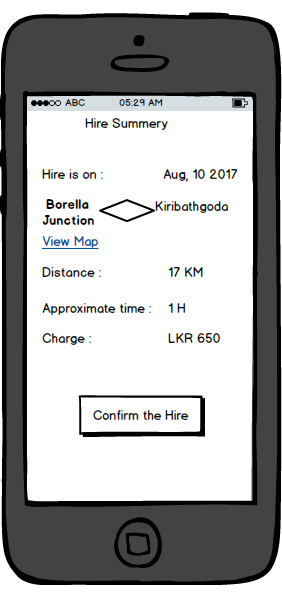 ABC 05:29 AM
Hire Summery
Hire is on : Aug, 10 2017
Borella Kiribathgoda
Junction
View Map
Distance : 17 KM
Approximate time : 1 H
Charge : LKR 650
Confirm the Hire